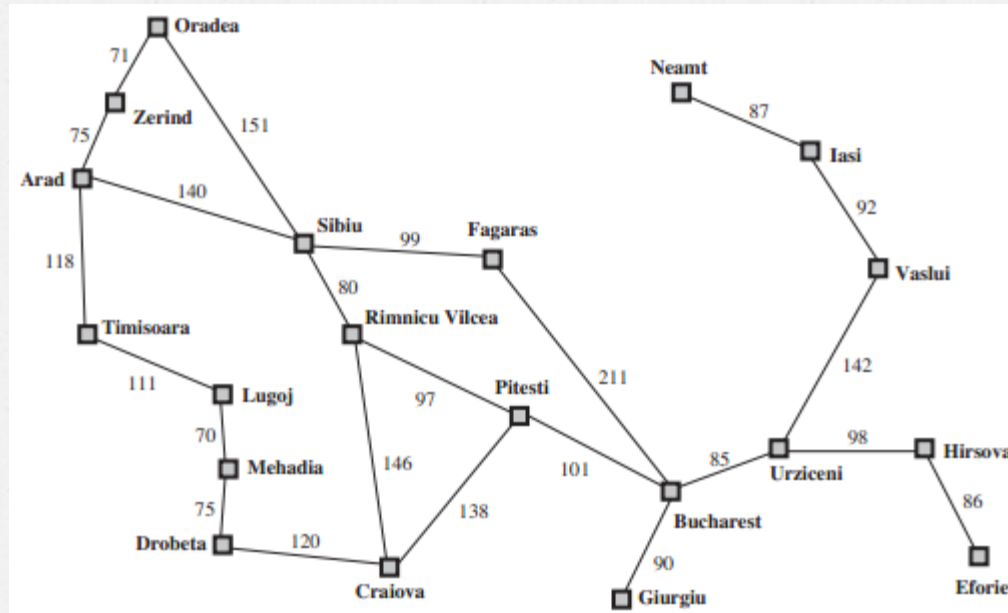 Oradea
71
Neamt
Zerind
87
151
75
Iasi
Arad
140
92
Sibiu
Fagaras
99
118
Vaslui
80
Timisoara
Rimnicu Vilcea
142
111
211
Lugoj
97
Pitesti
70
98
Hirsova
146
85
Mehadia
101
Urziceni
75
138
86
Bucharest
Drobeta
120
90
Craiova
Giurgiu
Eforie